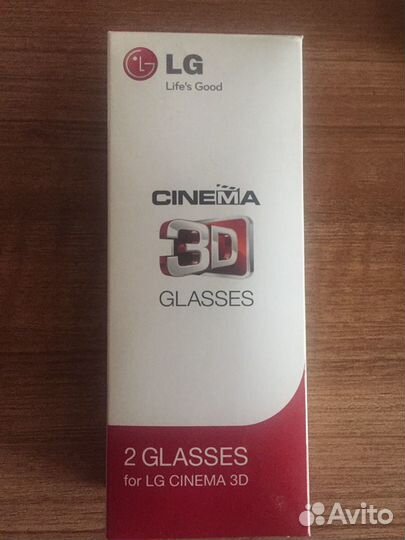 LG
Life's Good
CINEMA
3D
GLASSES
2 GLASSES
for LG CINEMA 3D
Avito